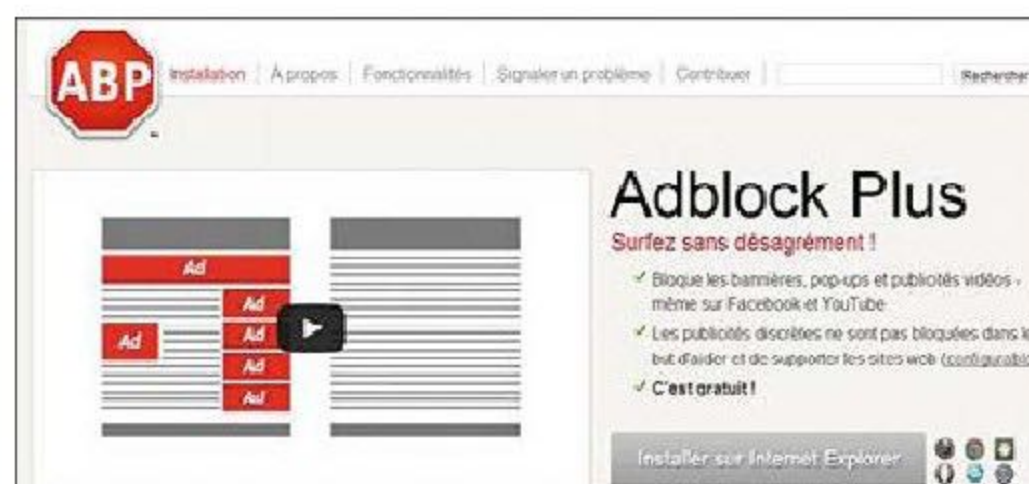 ABP
Installation À propos Fonctionnalités Signaler un problème Contribuer Rechercher
Ad
Ad
Ad
Ad
Ad
Ad
Adblock Plus
Surfez sans désagrément !
Bloque les bannières, pop-ups et publicités vidéos -
même sur Facebook et YouTube
Les publicités discrètes ne sont pas bloquées dans le
but d'aider et de supporter les sites web (configurable
C'est gratuit !
Installer sur Internet Explorer